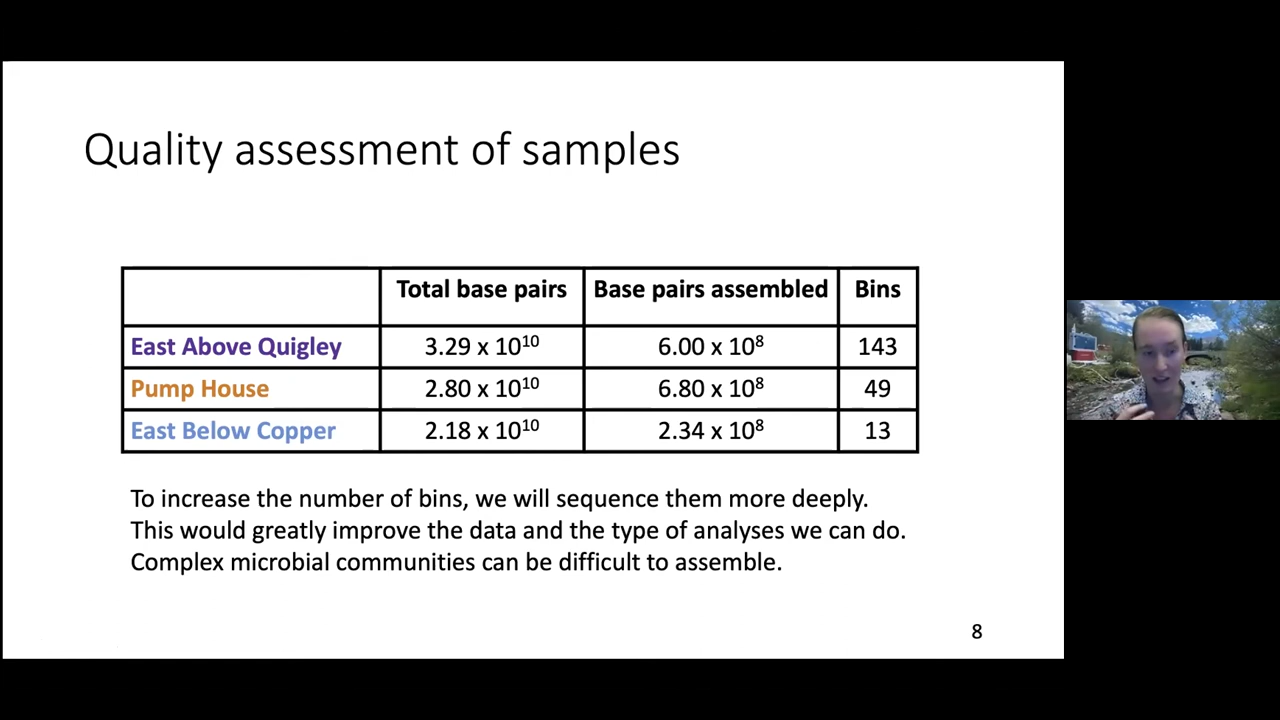 Quality assessment of samples
Total base pairs Base pairs assembled Bins
East Above Quigley 3.29 x 10¹⁰ 6.00 x 10⁸ 143
Pump House 2.80 x 10¹⁰ 6.80 x 10⁸ 49
East Below Copper 2.18 x 10¹⁰ 2.34 x 10⁸ 13
To increase the number of bins, we will sequence them more deeply.
This would greatly improve the data and the type of analyses we can do.
Complex microbial communities can be difficult to assemble.
8